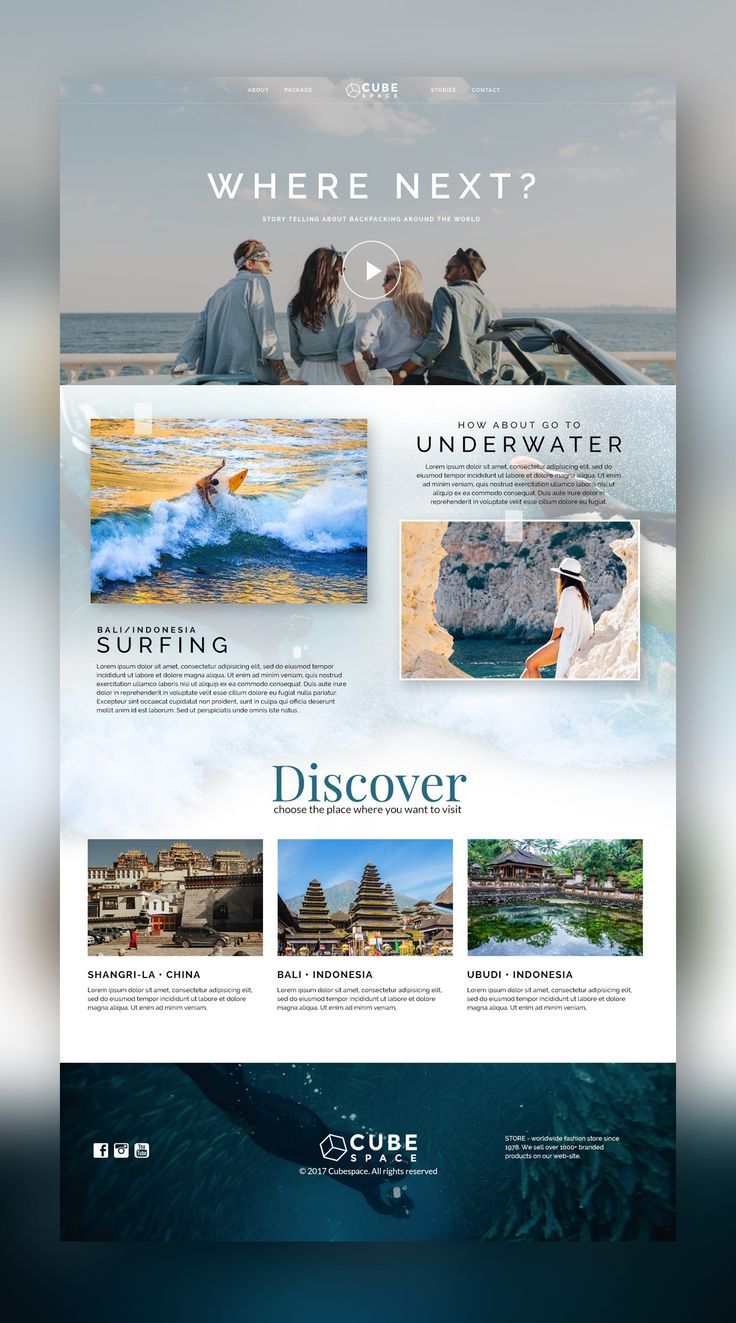 ABOUT PACKAGE CUBE SPACE STORIES CONTACT
WHERE NEXT?
STORY TELLING ABOUT BACKPACKING AROUND THE WORLD
HOW ABOUT GO TO
UNDERWATER
Lorem ipsum dolor sit amet, consectetur adipisicing elit, sed do
eiusmod tempor incididunt ut labore et dolore magna aliqua. Ut enim
ad minim veniam, quis nostrud exercitation ullamco laboris nisi ut
aliquip ex ea commodo consequat. Duis aute irure dolor in
reprehenderit in voluptate velit esse cillum dolore eu fugiat.
BALI/INDONESIA
SURFING
Lorem ipsum dolor sit amet, consectetur adipisicing elit, sed do eiusmod tempor
incididunt ut labore et dolore magna aliqua. Ut enim ad minim veniam, quis nostrud
exercitation ullamco laboris nisi ut aliquip ex ea commodo consequat. Duis aute irure
dolor in reprehenderit in voluptate velit esse cillum dolore eu fugiat nulla pariatur.
Excepteur sint occaecat cupidatat non proident, sunt in culpa qui officia deserunt
mollit anim id est laborum. Sed ut perspiciatis unde omnis iste natus .
Discover
choose the place where you want to visit
SHANGRI-LA • CHINA
Lorem ipsum dolor sit amet, consectetur adipisicing elit,
sed do eiusmod tempor incididunt ut labore et dolore
magna aliqua. Ut enim ad minim veniam,
BALI • INDONESIA
Lorem ipsum dolor sit amet, consectetur adipisicing elit,
sed do eiusmod tempor incididunt ut labore et dolore
magna aliqua. Ut enim ad minim veniam,
UBUDI • INDONESIA
Lorem ipsum dolor sit amet, consectetur adipisicing elit,
sed do eiusmod tempor incididunt ut labore et dolore
magna aliqua. Ut enim ad minim veniam,
You Tube
CUBE
SPACE
© 2017 Cubespace. All rights reserved
STORE - worldwide fashion store since
1978. We sell over 1000+ branded
products on our web-site.